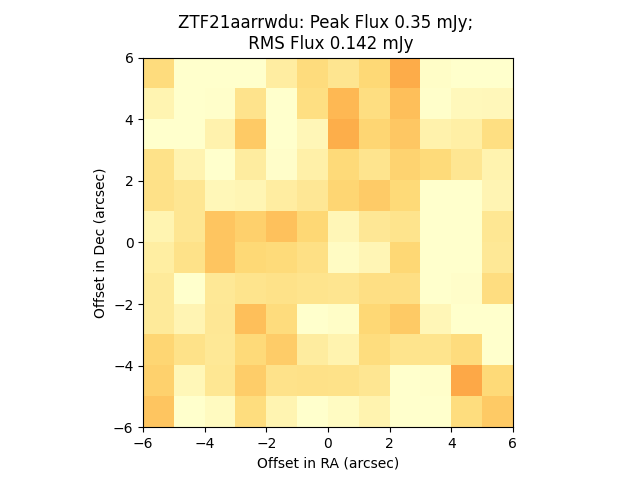 ZTF21aarrwdu: Peak Flux 0.35 mJy;
RMS Flux 0.142 mJy
6
4
2
0
−2
−4
−6
Offset in Dec (arcsec)
−6 −4 −2 0 2 4 6
Offset in RA (arcsec)